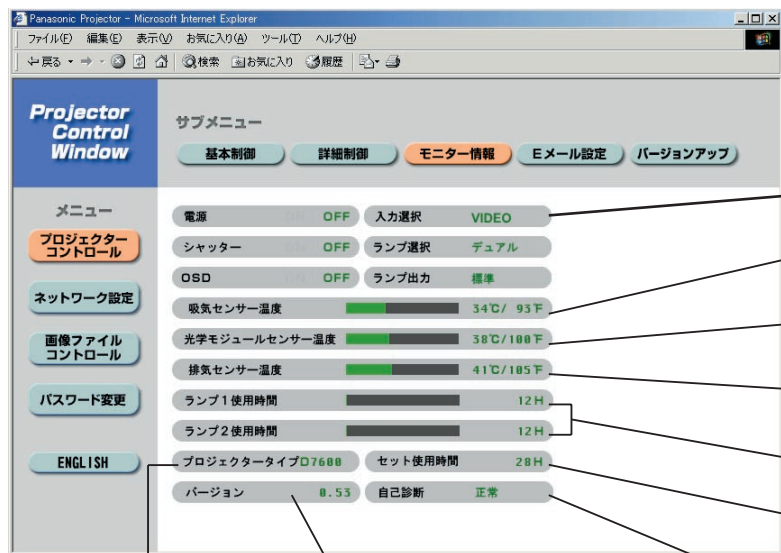 Panasonic Projector - Microsoft Internet Explorer
ファイル(F) 編集(E) 表示(V) お気に入り(A) ツール(T) ヘルプ(H)
戻る 検索 お気に入り 履歴
Projector
Control
Window
サブメニュー
基本制御 詳細制御 モニター情報 Eメール設定 バージョンアップ
メニュー
プロジェクター
コントロール
ネットワーク設定
画像ファイル
コントロール
パスワード変更
ENGLISH
電源 ON OFF 入力選択 VIDEO
シャッター ON OFF ランプ選択 デュアル
OSD ON OFF ランプ出力 標準
吸気センサー温度 34℃/ 93℉
光学モジュールセンサー温度 38℃/100℉
排気センサー温度 41℃/105℉
ランプ1使用時間 12H
ランプ2使用時間 12H
プロジェクタータイプD7600 セット使用時間 28H
バージョン 0.53 自己診断 正常